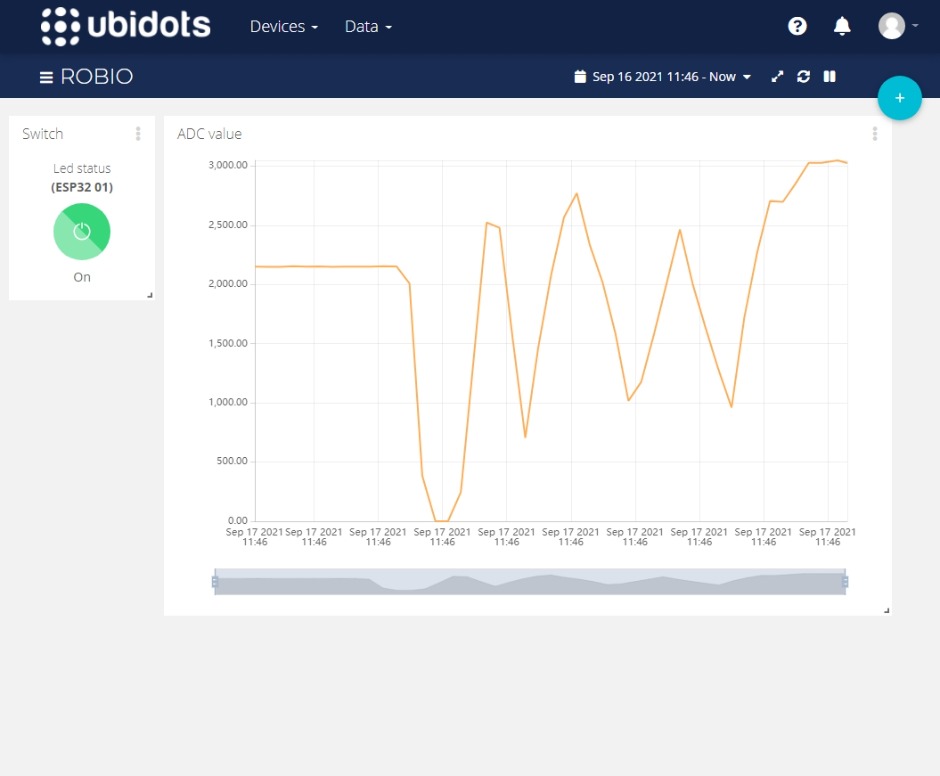 ubidots
Devices
Data
ROBIO
Sep 16 2021 11:46 - Now
+
Switch
Led status
(ESP32 01)
On
ADC value
3,000.00
2,500.00
2,000.00
1,500.00
1,000.00
500.00
0.00
Sep 17 2021 Sep 17 2021 Sep 17 2021 Sep 17 2021 Sep 17 2021 Sep 17 2021 Sep 17 2021 Sep 17 2021 Sep 17 2021 Sep 17 2021
11:46 11:46 11:46 11:46 11:46 11:46 11:46 11:46 11:46 11:46